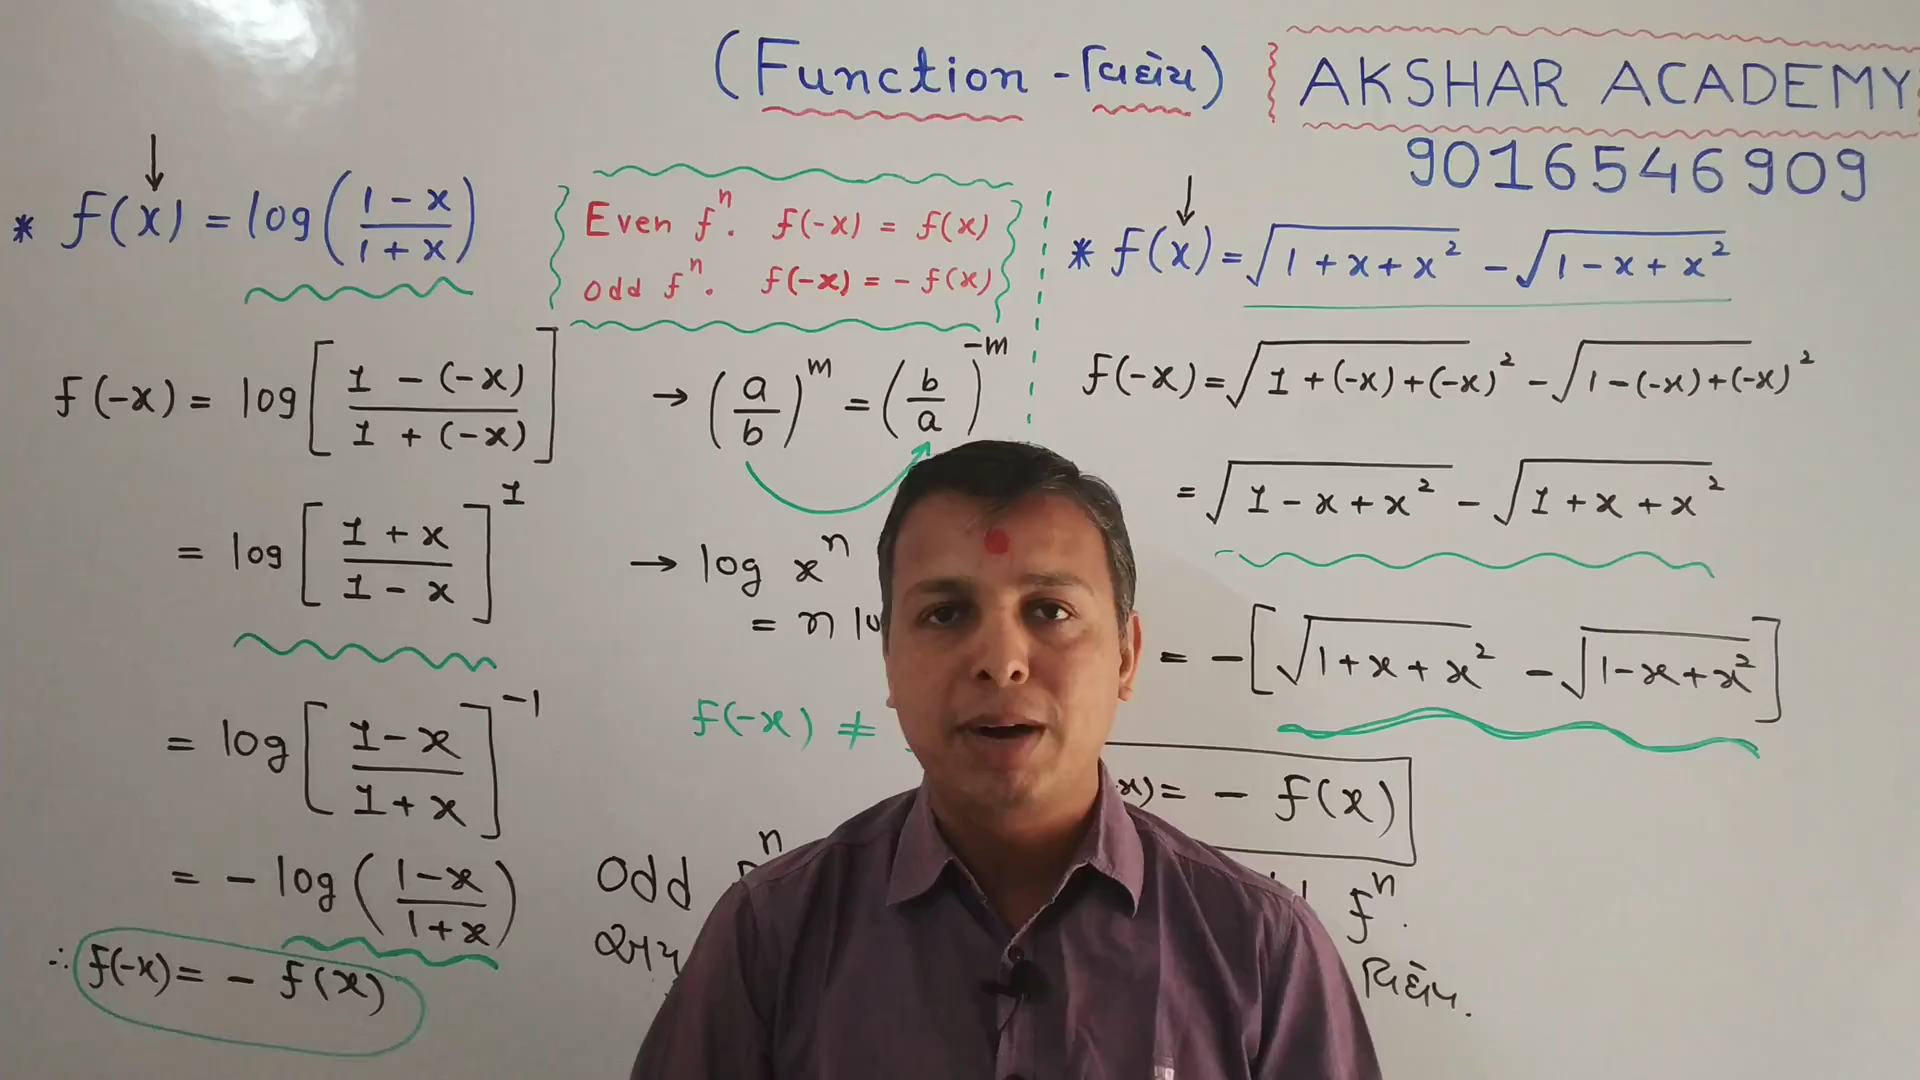 (Function - વિધેય)
AKSHAR ACADEMY
9016546909
* f(x) = log((1-x)/(1+x))
Even fⁿ. f(-x) = f(x)
odd fⁿ. f(-x) = - f(x)
f(-x) = log[(1 - (-x))/(1 + (-x))]
→ (a/b)^m = (b/a)^-m
= log[(1+x)/(1-x)]^1
→ log xⁿ
= n lo
= log[(1-x)/(1+x)]^-1
f(-x) ≠
= - log((1-x)/(1+x))
Odd
∴ f(-x) = - f(x)
* f(x) = √(1+x+x²) - √(1-x+x²)
f(-x) = √(1+(-x)+(-x)²) - √(1-(-x)+(-x)²)
= √(1-x+x²) - √(1+x+x²)
= -[√(1+x+x²) - √(1-x+x²)]
x) = - f(x)
fⁿ.
વિધેય.